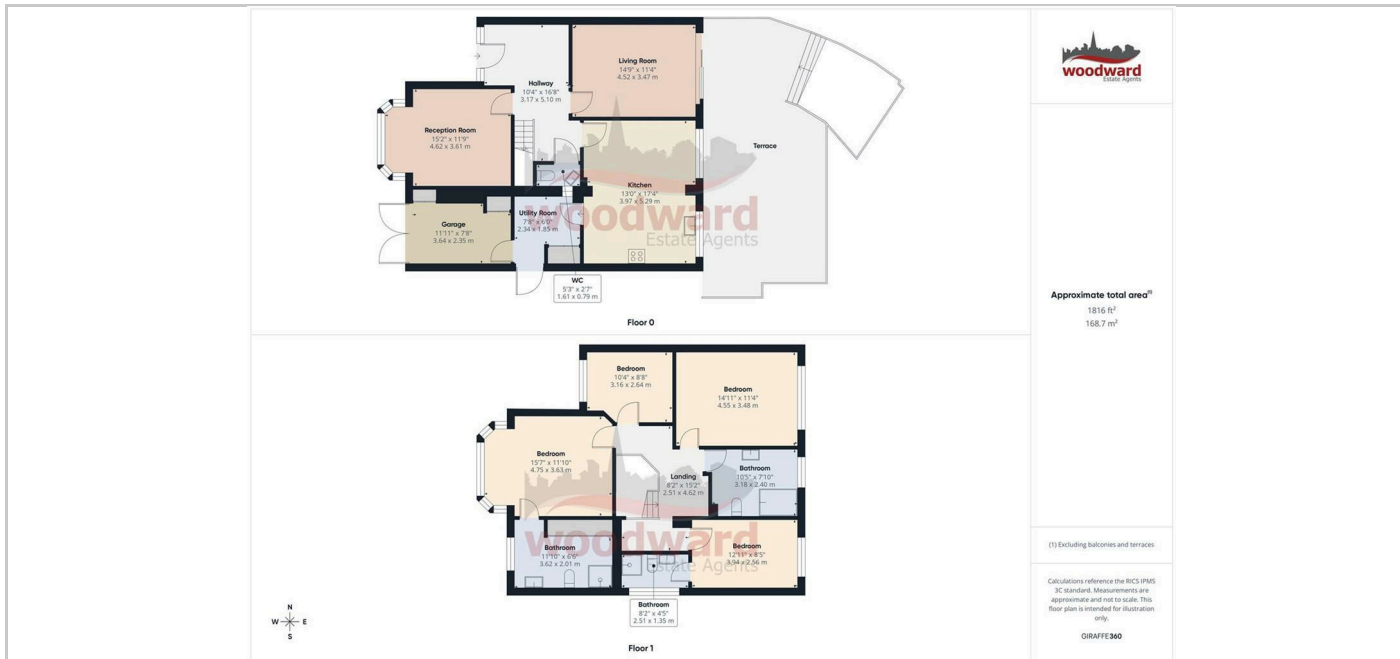 Living Room
14'9" x 11'4"
4.52 x 3.47 m
Hallway
10'4" x 16'8"
3.17 x 5.10 m
Reception Room
15'2" x 11'9"
4.62 x 3.61 m
Terrace
Kitchen
13'0" x 17'4"
3.97 x 5.29 m
Utility Room
7'8" x 6'0"
2.34 x 1.85 m
Garage
11'11" x 7'8"
3.64 x 2.35 m
woodward
Estate Agents
WC
5'3" x 2'7"
1.61 x 0.79 m
Floor 0
Bedroom
10'4" x 8'8"
3.16 x 2.64 m
Bedroom
14'11" x 11'4"
4.55 x 3.48 m
Bedroom
15'7" x 11'10"
4.75 x 3.63 m
Landing
8'2" x 15'2"
2.51 x 4.62 m
Bathroom
10'5" x 7'10"
3.18 x 2.40 m
woodward
Estate Agents
Bathroom
11'10" x 6'6"
3.62 x 2.01 m
Bedroom
12'11" x 8'5"
3.94 x 2.56 m
Bathroom
8'2" x 4'5"
2.51 x 1.35 m
N
W E
S
Floor 1
woodward
Estate Agents
Approximate total area(1)
1816 ft²
168.7 m²
(1) Excluding balconies and terraces
Calculations reference the RICS IPMS
3C standard. Measurements are
approximate and not to scale. This
floor plan is intended for illustration
only.
GIRAFFE360